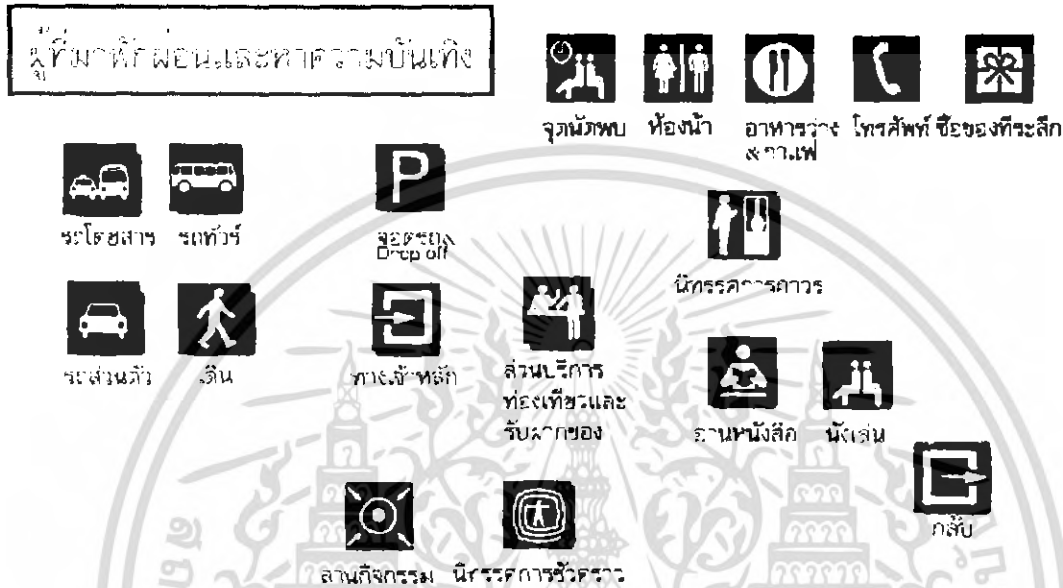 ผู้ที่มาพักผ่อนและหาความบันเทิง
จุดนัดพบ ห้องน้ำ อาหารว่าง โทรศัพท์ ซื้อของที่ระลึก
&กาแฟ
P
รถโดยสาร รถทัวร์ จอดรถ&
Drop off
นิทรรศการถาวร
รถส่วนตัว เดิน ทางเข้าหลัก ส่วนบริการ
ท่องเที่ยวและ
รับฝากของ
อ่านหนังสือ นั่งเล่น
กลับ
ลานกิจกรรม นิทรรศการชั่วคราว